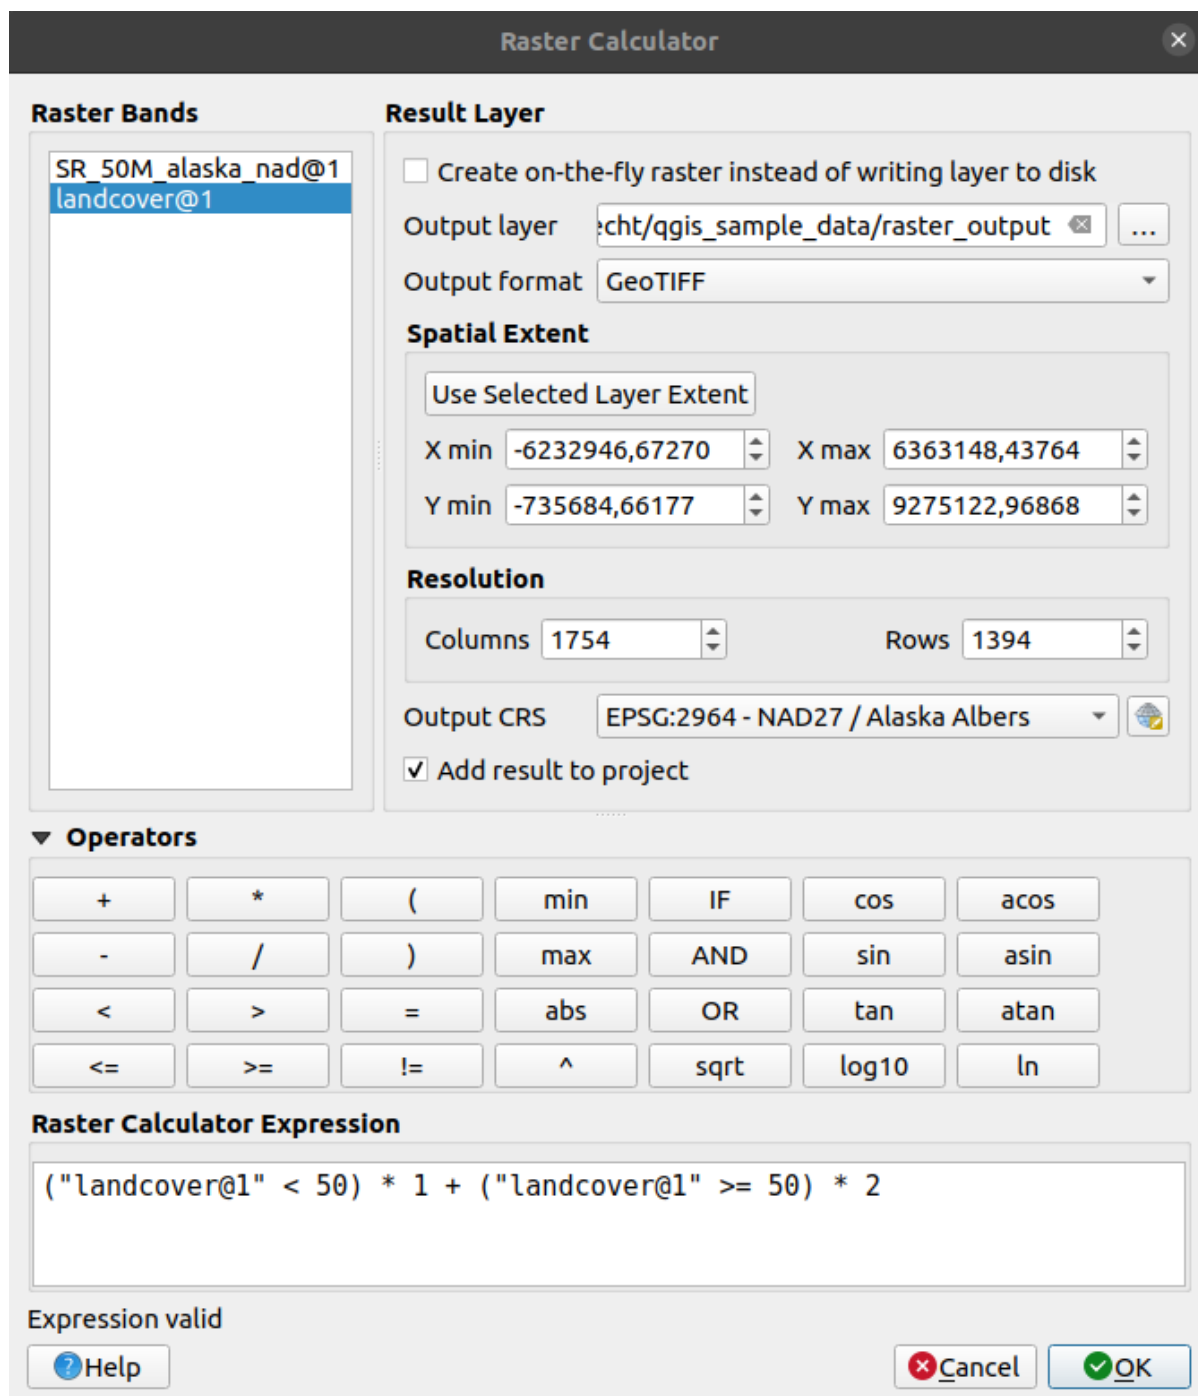 Raster Calculator
Raster Bands
SR_50M_alaska_nad@1
landcover@1
Result Layer
Create on-the-fly raster instead of writing layer to disk
Output layer echt/qgis_sample_data/raster_output ...
Output format GeoTIFF
Spatial Extent
Use Selected Layer Extent
X min -6232946,67270 X max 6363148,43764
Y min -735684,66177 Y max 9275122,96868
Resolution
Columns 1754 Rows 1394
Output CRS EPSG:2964 - NAD27 / Alaska Albers
Add result to project
Operators
+ * ( min IF cos acos
- / ) max AND sin asin
< > = abs OR tan atan
<= >= != ^ sqrt log10 ln
Raster Calculator Expression
("landcover@1" < 50) * 1 + ("landcover@1" >= 50) * 2
Expression valid
Help Cancel OK